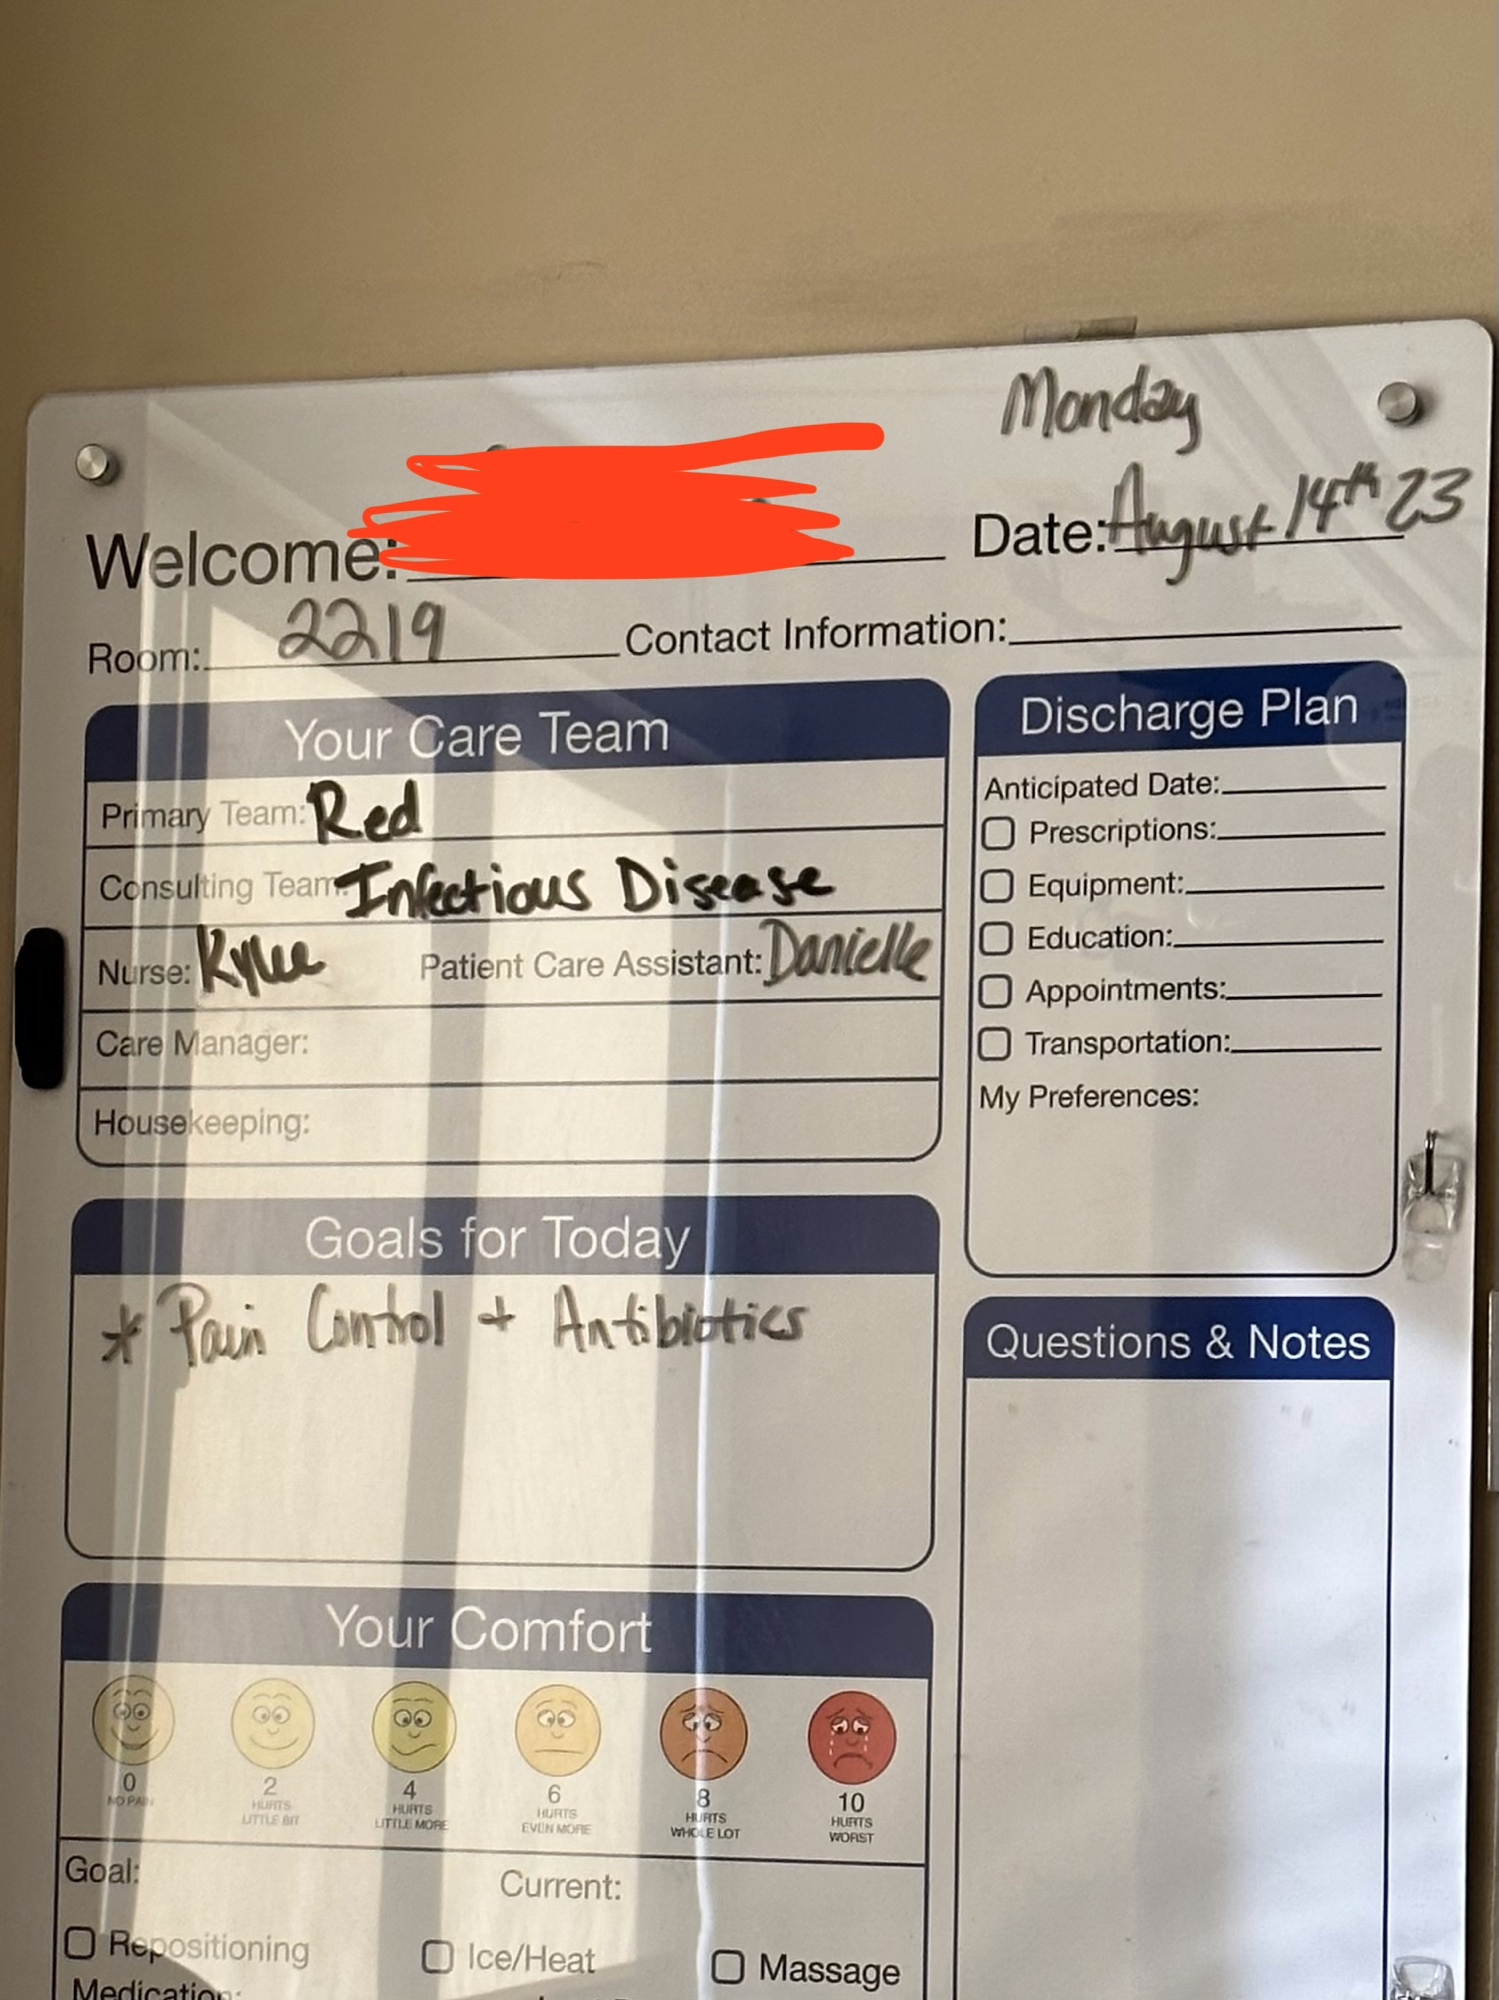 Monday
Welcome: Date: August 14th 23
Room: 2219 Contact Information:
Your Care Team
Primary Team: Red
Consulting Team: Infectious Disease
Nurse: Kylee Patient Care Assistant: Danielle
Care Manager:
Housekeeping:
Discharge Plan
Anticipated Date:
Prescriptions:
Equipment:
Education:
Appointments:
Transportation:
My Preferences:
Goals for Today
* Pain Control + Antibiotics
Questions & Notes
Your Comfort
0 2 4 6 8 10
NO PAIN HURTS HURTS HURTS HURTS HURTS
LITTLE BIT LITTLE MORE EVEN MORE WHOLE LOT WORST
Goal: Current:
Repositioning Ice/Heat Massage
Medication: